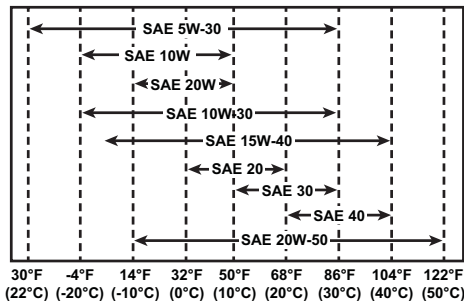 SAE 5W-30
SAE 10W
SAE 20W
SAE 10W-30
SAE 15W-40
SAE 20
SAE 30
SAE 40
SAE 20W-50
30°F -4°F 14°F 32°F 50°F 68°F 86°F 104°F 122°F
(22°C) (-20°C) (-10°C) (0°C) (10°C) (20°C) (30°C) (40°C) (50°C)